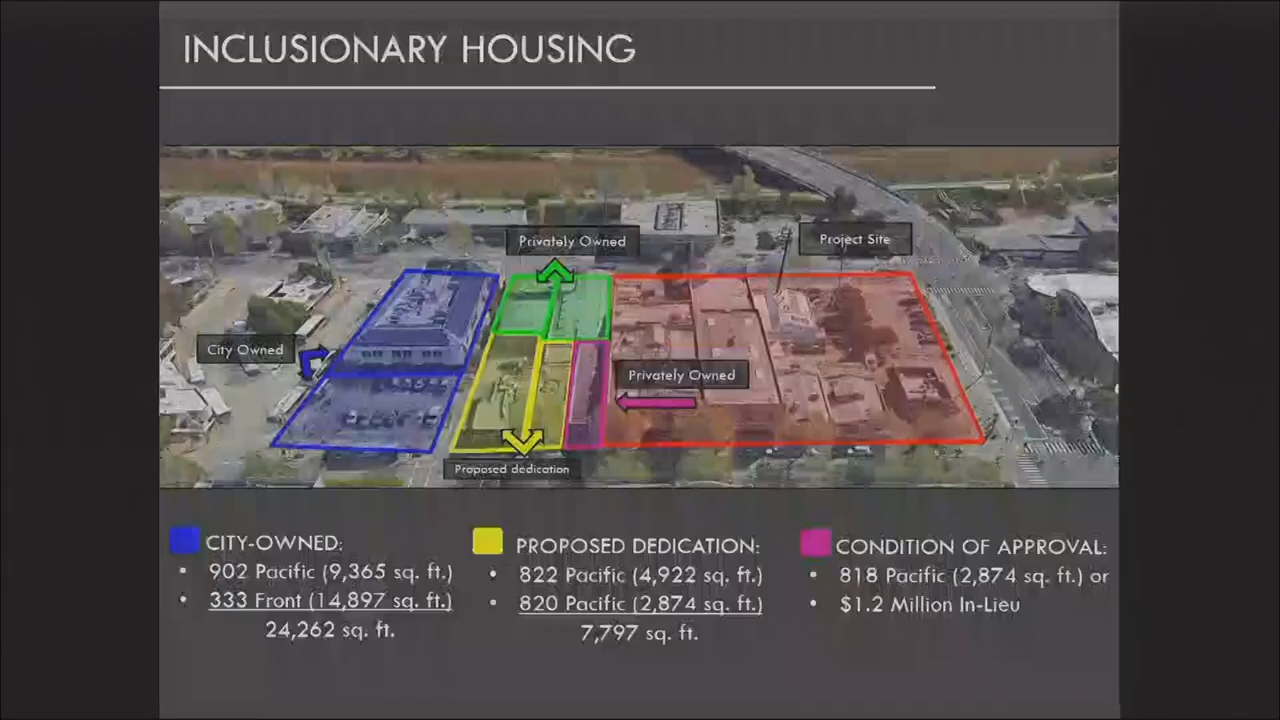 INCLUSIONARY HOUSING
Privately Owned
Project Site
City Owned
Privately Owned
Proposed dedication
CITY-OWNED:
• 902 Pacific (9,365 sq. ft.)
• 333 Front (14,897 sq. ft.)
24,262 sq. ft.
PROPOSED DEDICATION:
• 822 Pacific (4,922 sq. ft.)
• 820 Pacific (2,874 sq. ft.)
7,797 sq. ft.
CONDITION OF APPROVAL:
• 818 Pacific (2,874 sq. ft.) or
• $1.2 Million In-Lieu